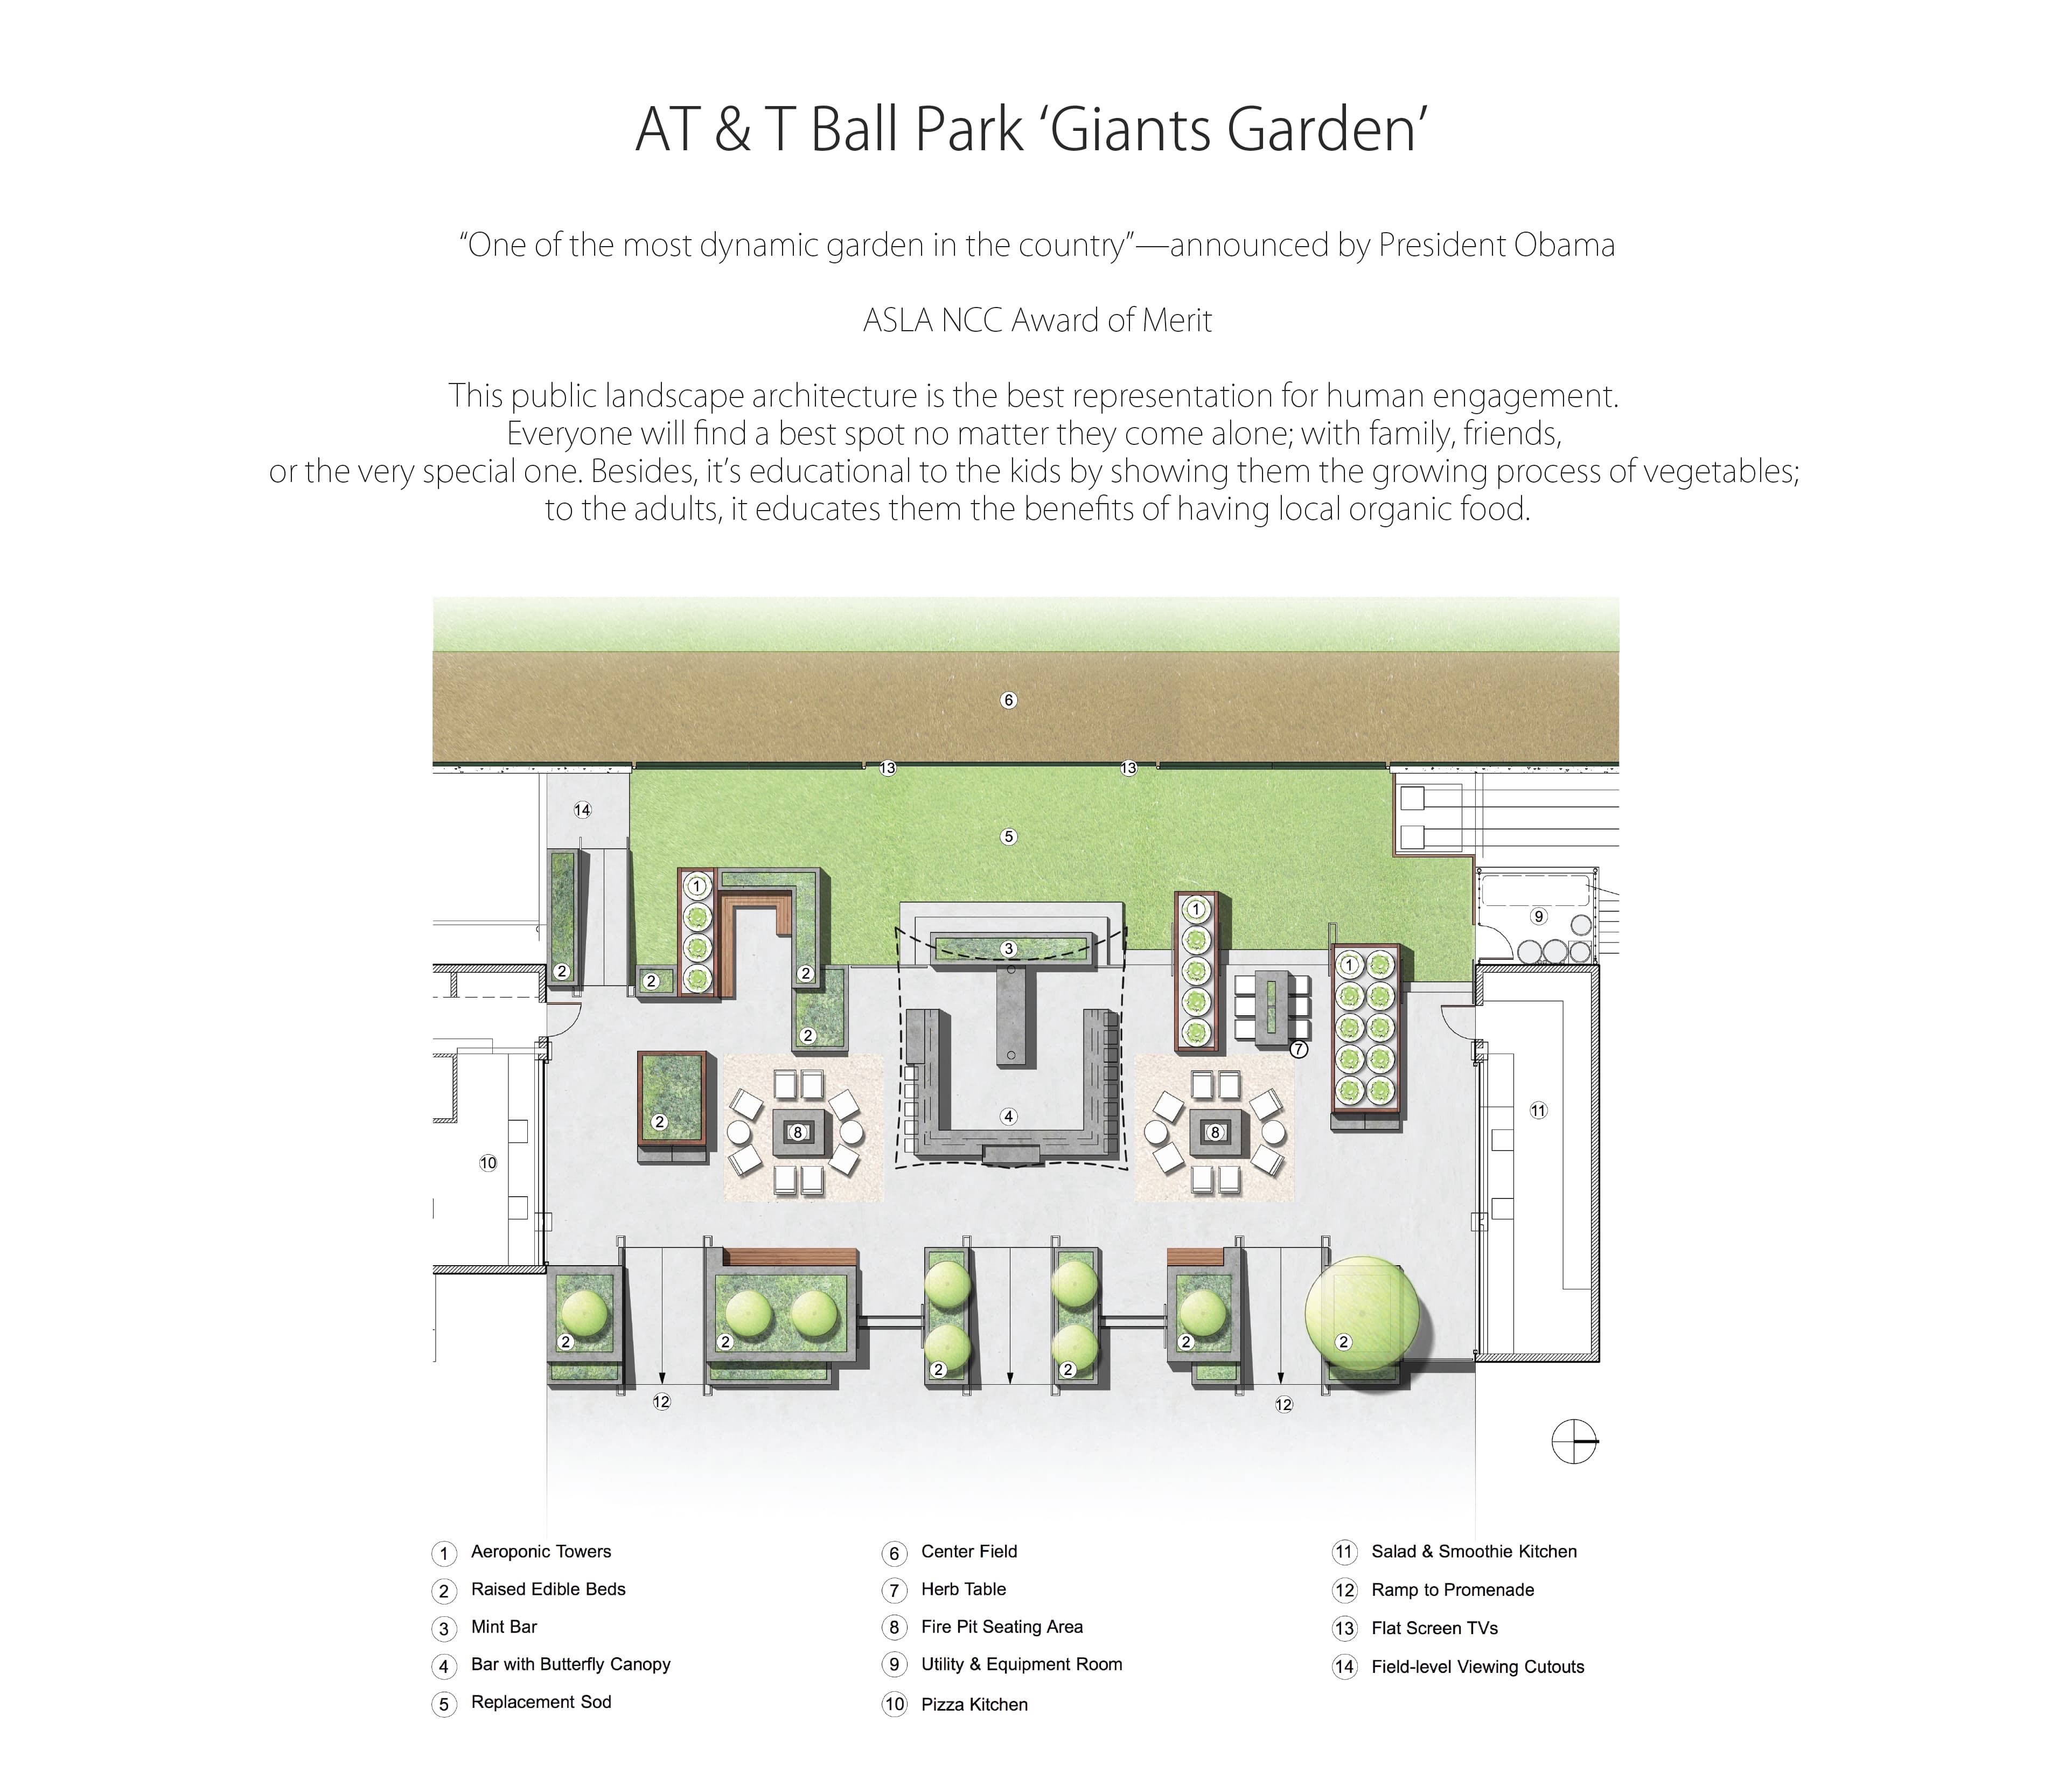 AT & T Ball Park ‘Giants Garden’
“One of the most dynamic garden in the country”—announced by President Obama
ASLA NCC Award of Merit
This public landscape architecture is the best representation for human engagement.
Everyone will find a best spot no matter they come alone; with family, friends,
or the very special one. Besides, it’s educational to the kids by showing them the growing process of vegetables;
to the adults, it educates them the benefits of having local organic food.
6
13 13
14
5
1
1
9
3
1
2
2
2
2
7
4
11
2
8
8
10
2
2
2
2
2
2
12
12
1 Aeroponic Towers
2 Raised Edible Beds
3 Mint Bar
4 Bar with Butterfly Canopy
5 Replacement Sod
6 Center Field
7 Herb Table
8 Fire Pit Seating Area
9 Utility & Equipment Room
10 Pizza Kitchen
11 Salad & Smoothie Kitchen
12 Ramp to Promenade
13 Flat Screen TVs
14 Field-level Viewing Cutouts